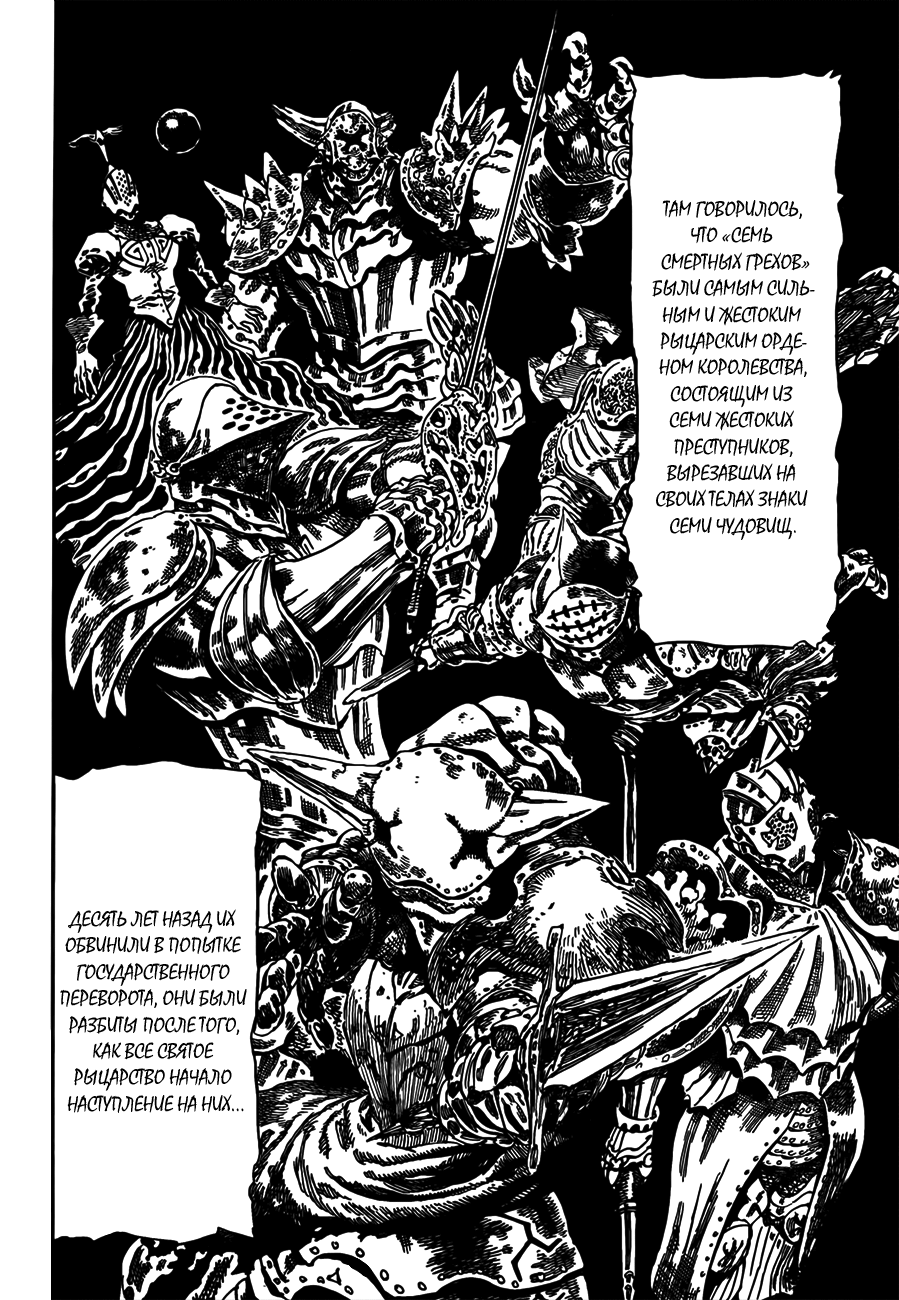 ТАМ ГОВОРИЛОСЬ,
ЧТО «СЕМЬ
СМЕРТНЫХ ГРЕХОВ»
БЫЛИ САМЫМ СИЛЬ-
НЫМ И ЖЕСТОКИМ
РЫЦАРСКИМ ОРДЕ-
НОМ КОРОЛЕВСТВА,
СОСТОЯЩИМ ИЗ
СЕМИ ЖЕСТОКИХ
ПРЕСТУПНИКОВ,
ВЫРЕЗАВШИХ НА
СВОИХ ТЕЛАХ ЗНАКИ
СЕМИ ЧУДОВИЩ.
ДЕСЯТЬ ЛЕТ НАЗАД ИХ
ОБВИНИЛИ В ПОПЫТКЕ
ГОСУДАРСТВЕННОГО
ПЕРЕВОРОТА, ОНИ БЫЛИ
РАЗБИТЫ ПОСЛЕ ТОГО,
КАК ВСЕ СВЯТОЕ
РЫЦАРСТВО НАЧАЛО
НАСТУПЛЕНИЕ НА НИХ...